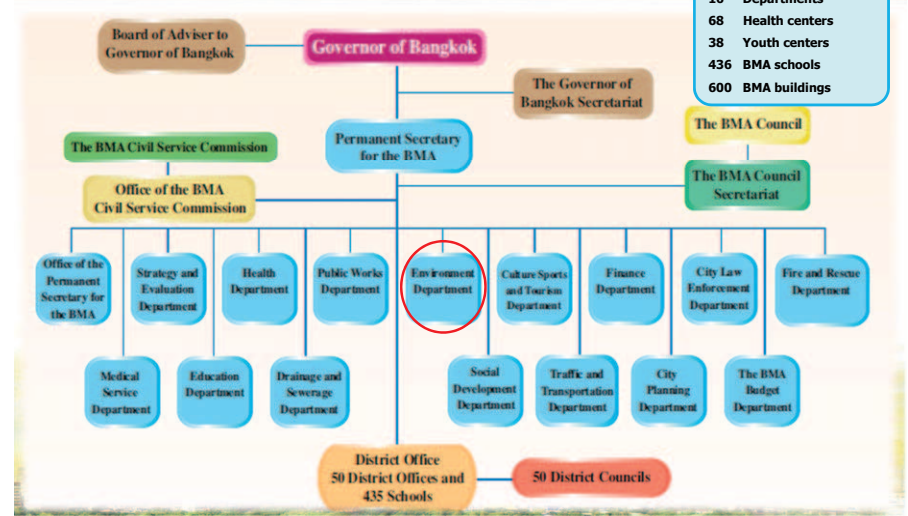 16 Departments
68 Health centers
38 Youth centers
436 BMA schools
600 BMA buildings
Board of Adviser to
Governor of Bangkok
Governor of Bangkok
The Governor of
Bangkok Secretariat
The BMA Council
Permanent Secretary
for the BMA
The BMA Civil Service Commission
The BMA Council
Secretariat
Office of the BMA
Civil Service Commission
Office of the
Permanent
Secretary for
the BMA
Strategy and
Evaluation
Department
Health
Department
Public Works
Department
Environment
Department
Culture Sports
and Tourism
Department
Finance
Department
City Law
Enforcement
Department
Fire and Rescue
Department
Medical
Service
Department
Education
Department
Drainage and
Sewerage
Department
Social
Development
Department
Traffic and
Transportation
Department
City
Planning
Department
The BMA
Budget
Department
District Office
50 District Offices and
435 Schools
50 District Councils